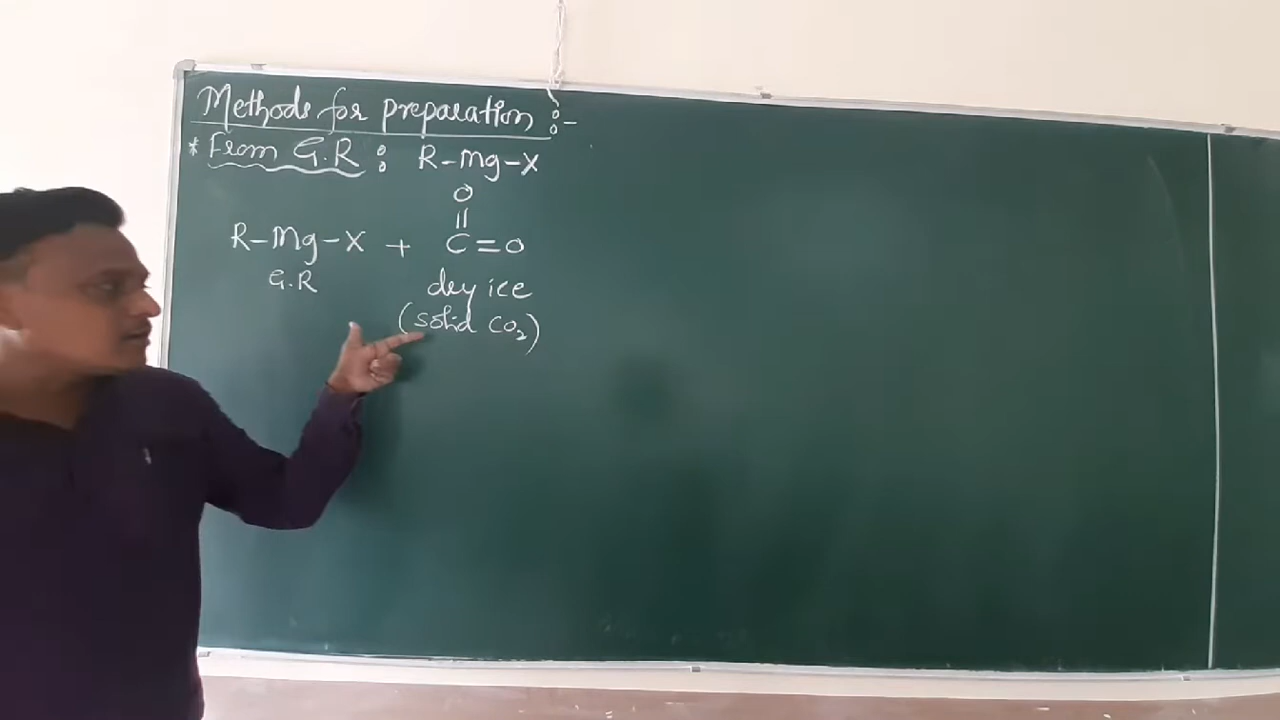 Methods for preparation :-
* From G.R : R-Mg-X
O
||
R-Mg-X + C=O
G.R dry ice
(solid CO₂)